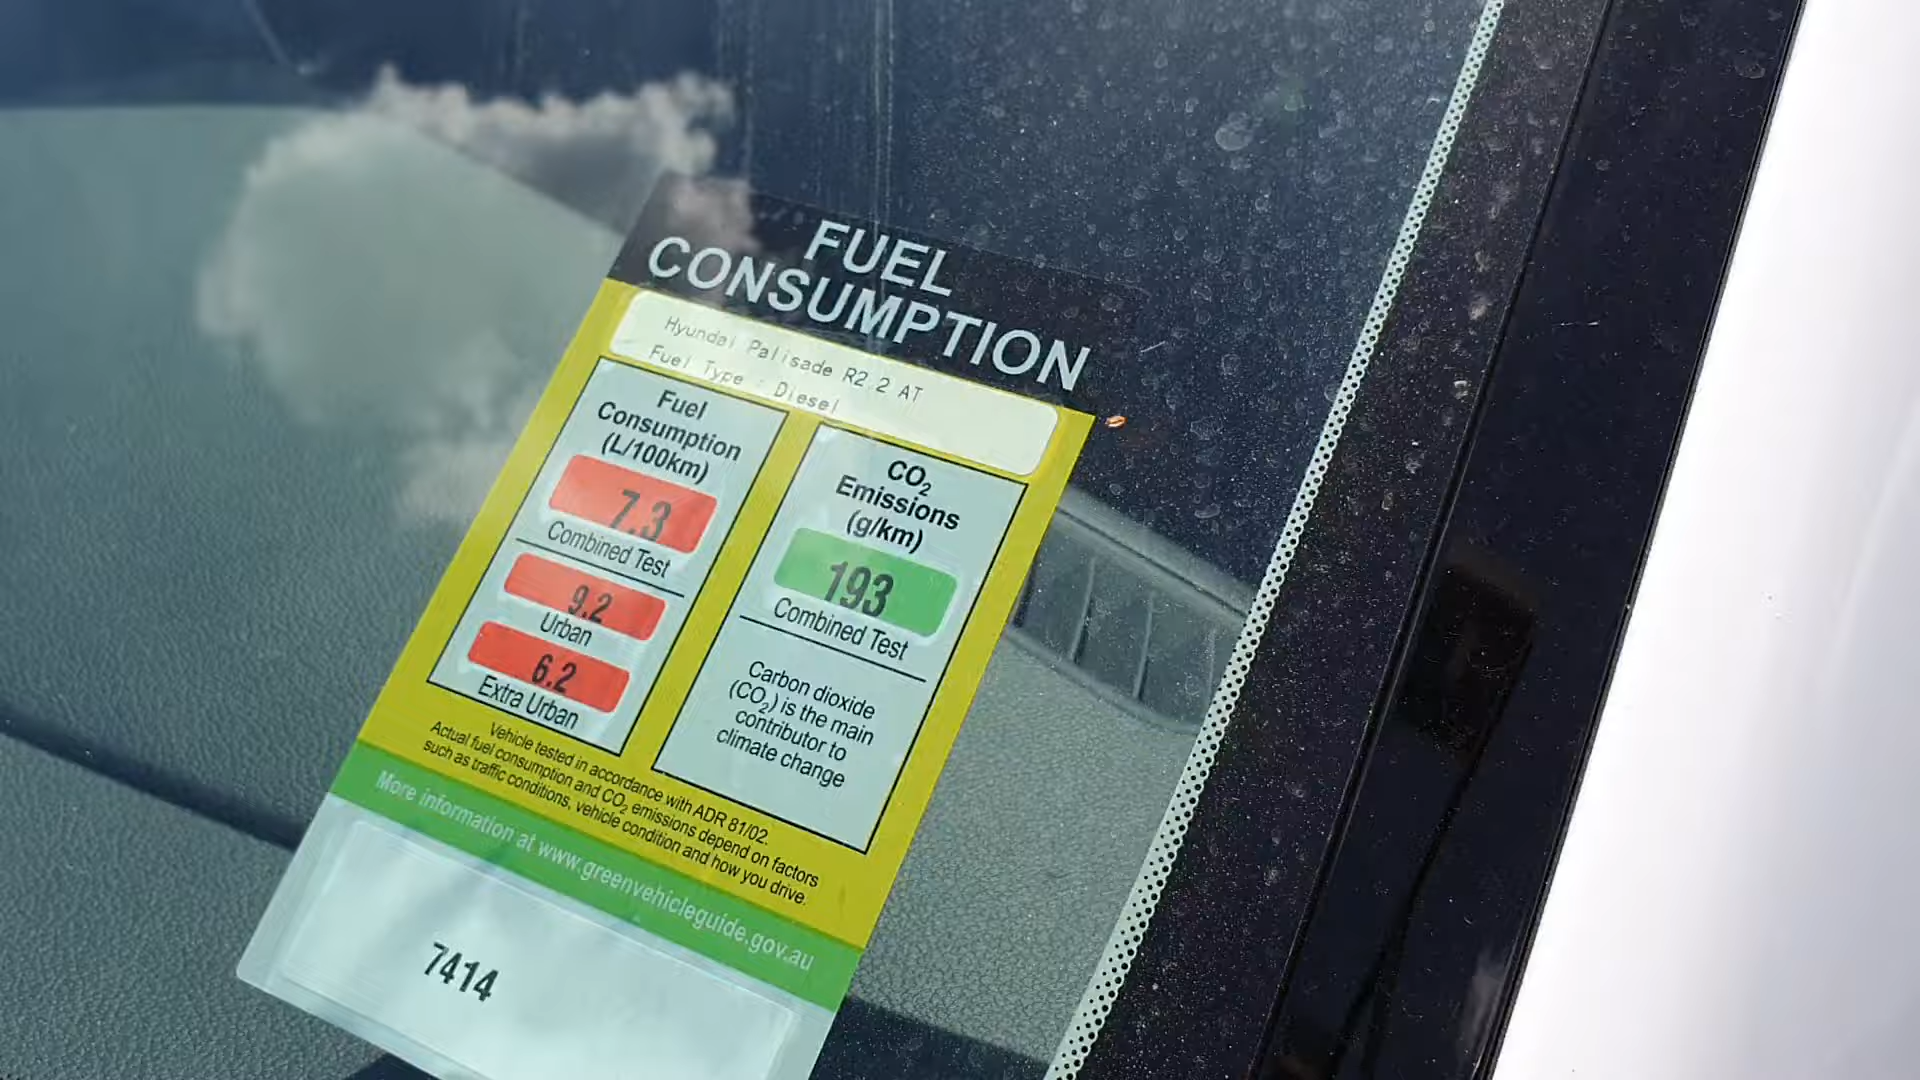 FUEL
CONSUMPTION
Hyundai Palisade R2.2 AT
Fuel Type : Diesel
Fuel
Consumption
(L/100km)
7.3
Combined Test
9.2
Urban
6.2
Extra Urban
CO₂
Emissions
(g/km)
193
Combined Test
Carbon dioxide
(CO₂) is the main
contributor to
climate change
Vehicle tested in accordance with ADR 81/02.
Actual fuel consumption and CO₂ emissions depend on factors
such as traffic conditions, vehicle condition and how you drive.
More information at www.greenvehicleguide.gov.au
7414